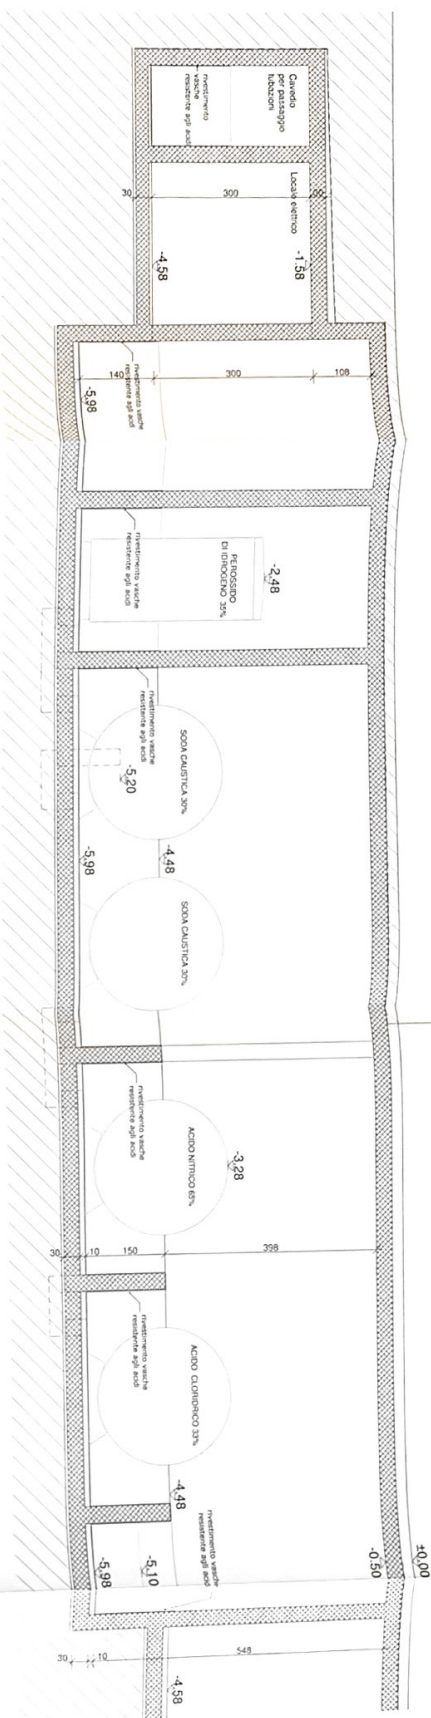 Cavedio
per passaggio
tubazioni
rivestimento
vasche
resistente agli acidi
30
300
30
Locale elettrico
-1.58
-4.58
140
300
108
rivestimento vasche
resistente agli acidi
-5.98
rivestimento vasche
resistente agli acidi
PEROSSIDO
DI IDROGENO 35%
-2.48
rivestimento vasche
resistente agli acidi
SODA CAUSTICA 30%
-5.20
-4.48
-5.98
SODA CAUSTICA 30%
rivestimento vasche
resistente agli acidi
ACIDO NITRICO 65%
-3.28
30
10
150
398
rivestimento vasche
resistente agli acidi
ACIDO CLORIDRICO 33%
-4.48
rivestimento vasche
resistente agli acidi
±0,00
-0.50
-5.10
-5.98
30
10
548
-4.58